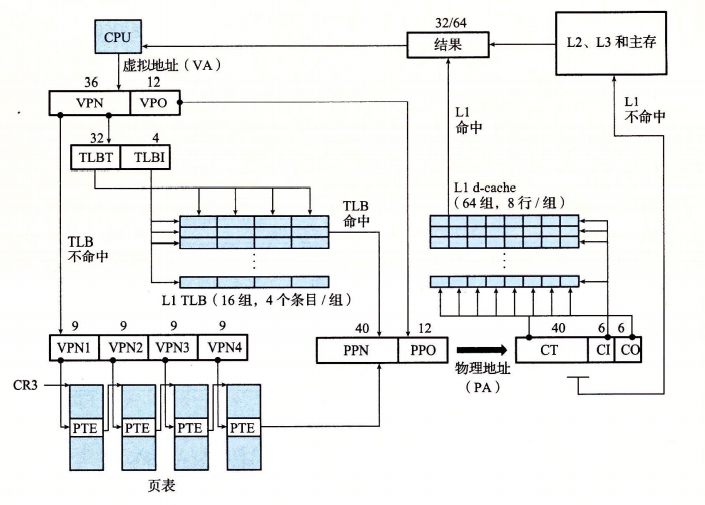 32/64
CPU
结果
L2、L3 和主存
虚拟地址（VA）
36 12
VPN VPO
L1
命中
L1
不命中
32 4
TLBT TLBI
TLB
命中
L1 d-cache
（64 组，8 行/组）
TLB
不命中
L1 TLB（16 组，4 个条目/组）
9 9 9 9
VPN1 VPN2 VPN3 VPN4
40 12
PPN PPO
物理地址
（PA）
40 6 6
CT CI CO
CR3
PTE PTE PTE PTE
页表